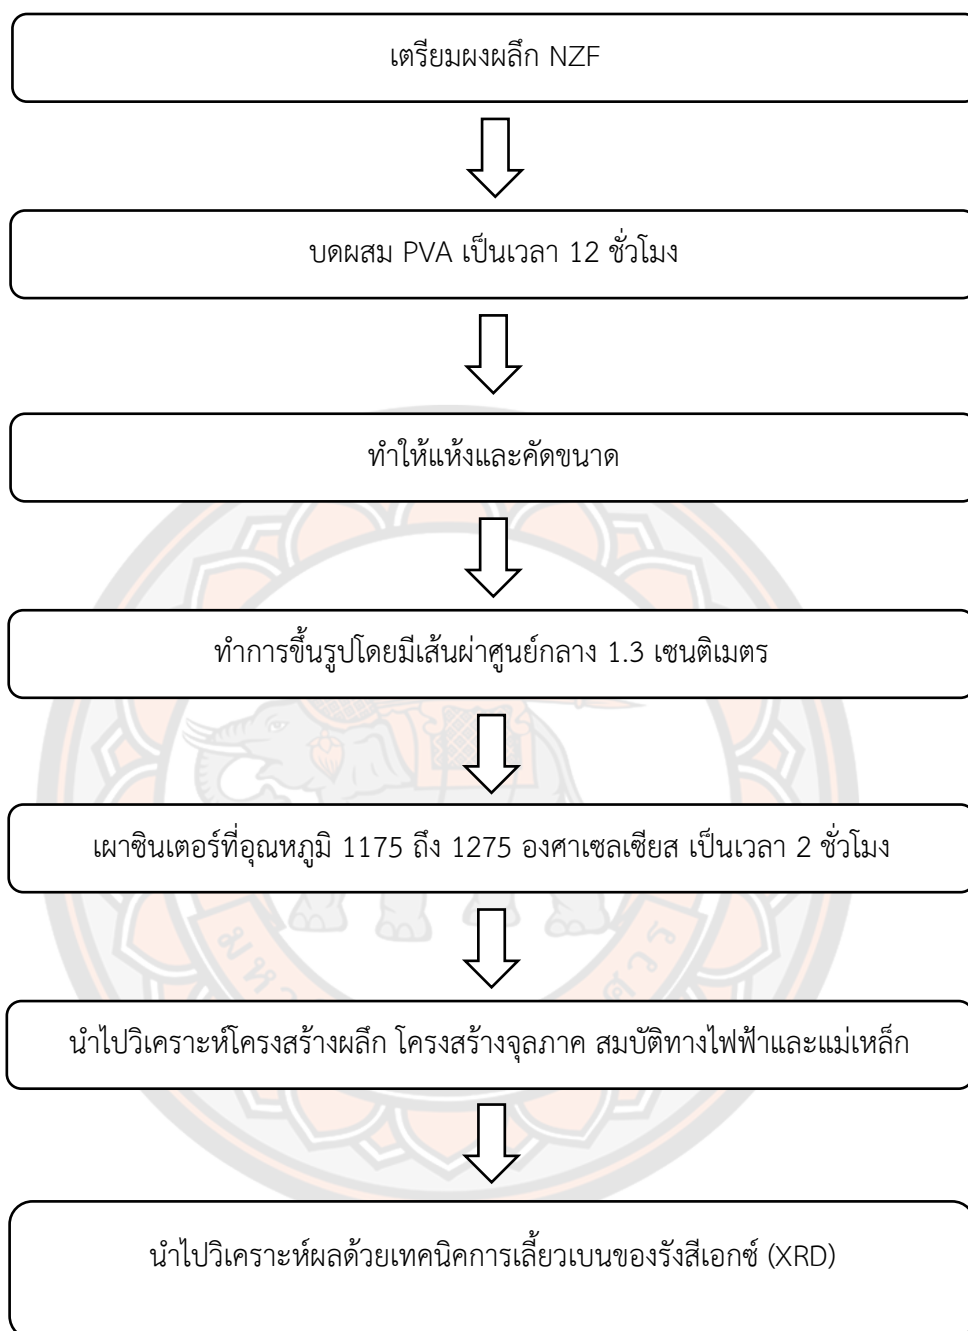 เตรียมผงผลึก NZF
บดผสม PVA เป็นเวลา 12 ชั่วโมง
ทำให้แห้งและคัดขนาด
ทำการขึ้นรูปโดยมีเส้นผ่าศูนย์กลาง 1.3 เซนติเมตร
เผาซินเตอร์ที่อุณหภูมิ 1175 ถึง 1275 องศาเซลเซียส เป็นเวลา 2 ชั่วโมง
นำไปวิเคราะห์โครงสร้างผลึก โครงสร้างจุลภาค สมบัติทางไฟฟ้าและแม่เหล็ก
นำไปวิเคราะห์ผลด้วยเทคนิคการเลี้ยวเบนของรังสีเอกซ์ (XRD)